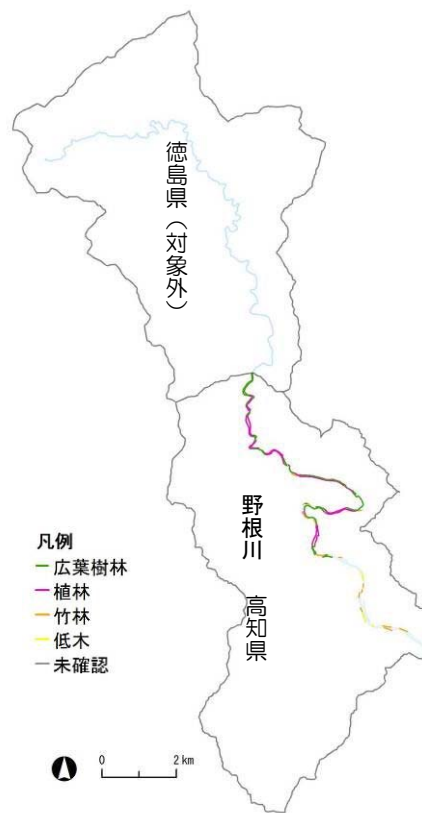 徳島県（対象外）
野根川
高知県
凡例
広葉樹林
植林
竹林
低木
未確認
0 2 km